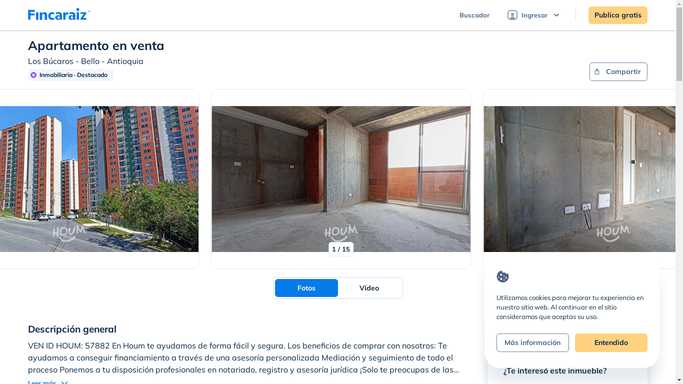 Fincaraiz
Buscador
Ingresar
Publica gratis
Apartamento en venta
Los Búcaros - Bello - Antioquia
Inmobiliaria · Destacado
Compartir
HOUM
HOUM
HOUM
1 / 15
Fotos
Video
Utilizamos cookies para mejorar tu experiencia en
nuestro sitio web. Al continuar en el sitio
consideramos que aceptas su uso.
Más información
Entendido
Descripción general
VEN ID HOUM: 57882 En Houm te ayudamos de forma fácil y segura. Los beneficios de comprar con nosotros: Te
ayudamos a conseguir financiamiento a través de una asesoría personalizada Mediación y seguimiento de todo el
proceso Ponemos a tu disposición profesionales en notariado, registro y asesoría jurídica ¡Solo te preocupas de las...
Leer más
¿Te interesó este inmueble?